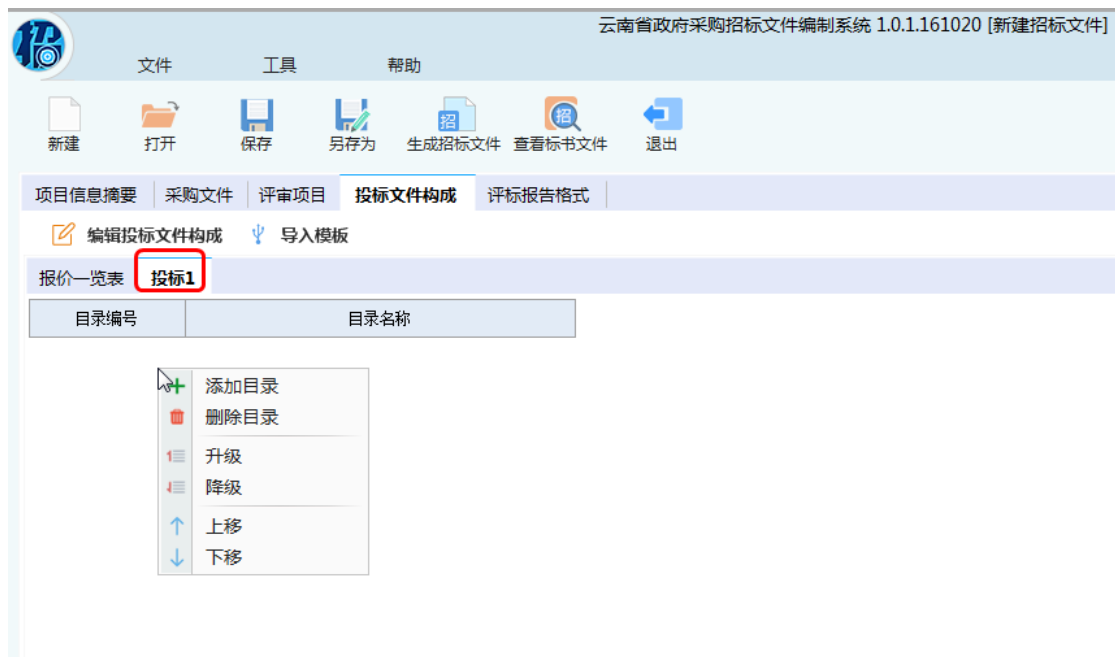 云南省政府采购招标文件编制系统 1.0.1.161020 [新建招标文件]
招
文件 工具 帮助
招 招
新建 打开 保存 另存为 生成招标文件 查看标书文件 退出
项目信息摘要 采购文件 评审项目 投标文件构成 评标报告格式
编辑投标文件构成 导入模板
报价一览表 投标1
目录编号 目录名称
添加目录
删除目录
升级
降级
上移
下移